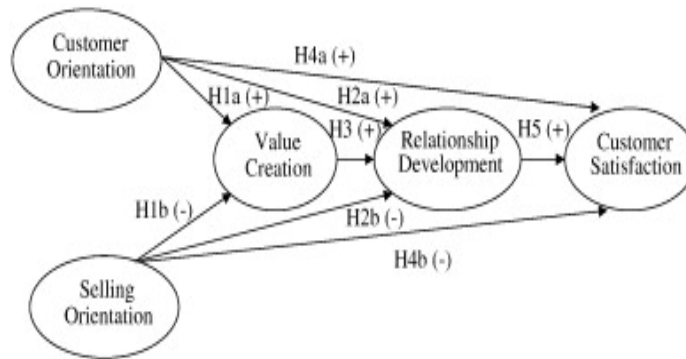 Customer
Orientation
H4a (+)
H1a (+)
H2a (+)
Value
Creation
H3 (+)
Relationship
Development
H5 (+)
Customer
Satisfaction
H1b (-)
H2b (-)
H4b (-)
Selling
Orientation